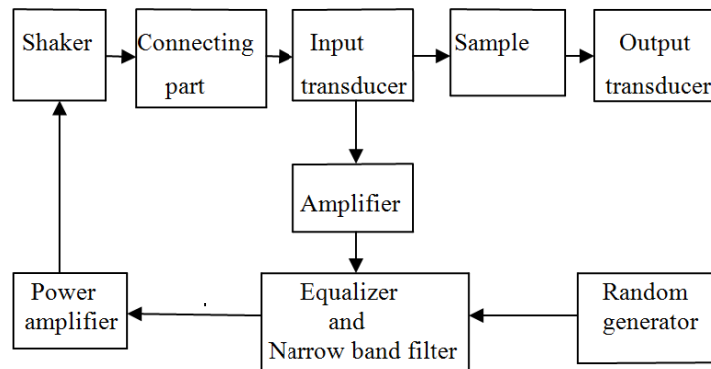 Shaker
Connecting
part
Input
transducer
Sample
Output
transducer
Amplifier
Power
amplifier
Equalizer
and
Narrow band filter
Random
generator